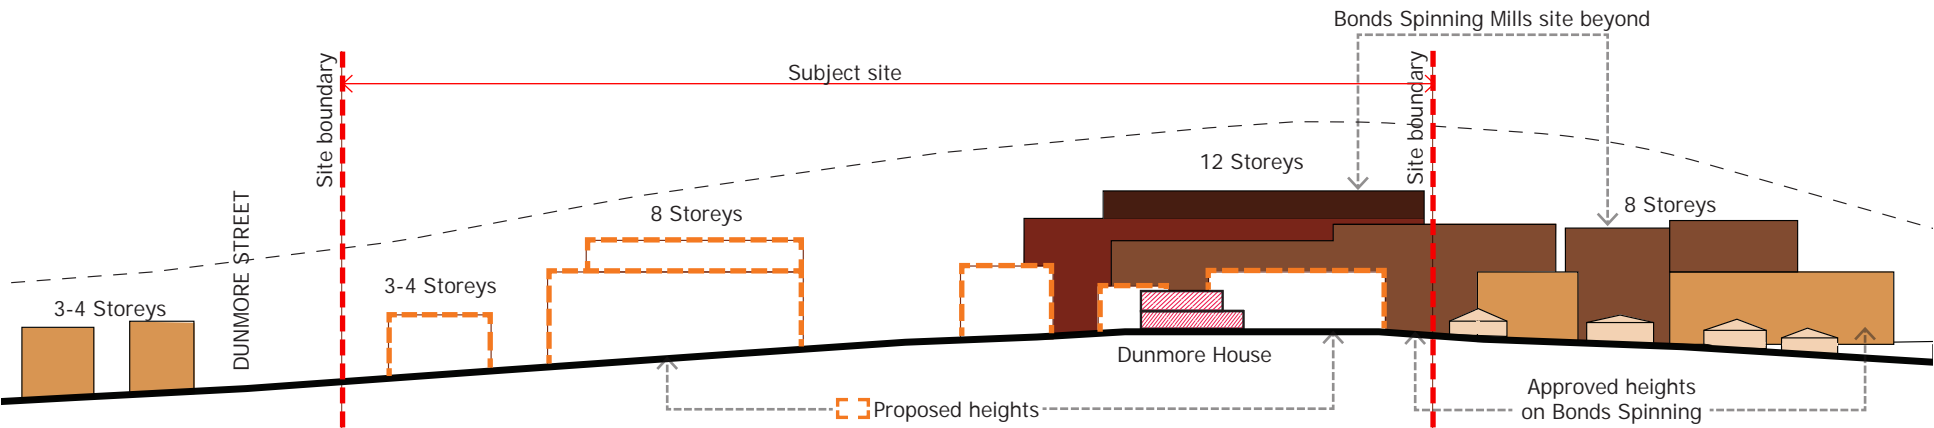 Bonds Spinning Mills site beyond
Subject site
Site boundary
Site boundary
12 Storeys
8 Storeys
8 Storeys
DUNMORE STREET
3-4 Storeys
3-4 Storeys
Dunmore House
Proposed heights
Approved heights
on Bonds Spinning